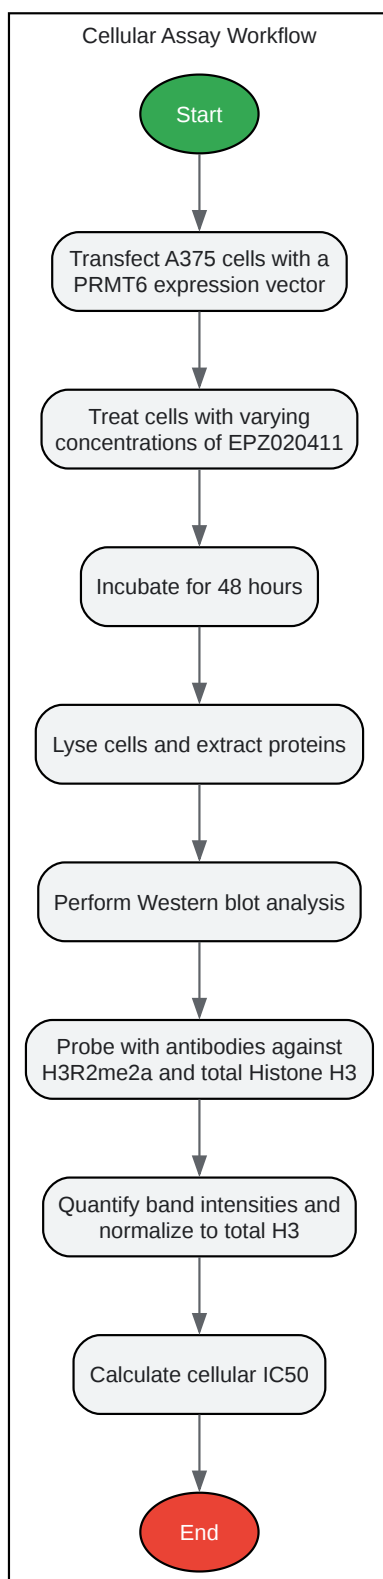 Cellular Assay Workflow
Start
Transfect A375 cells with a
PRMT6 expression vector
Treat cells with varying
concentrations of EPZ020411
Incubate for 48 hours
Lyse cells and extract proteins
Perform Western blot analysis
Probe with antibodies against
H3R2me2a and total Histone H3
Quantify band intensities and
normalize to total H3
Calculate cellular IC50
End